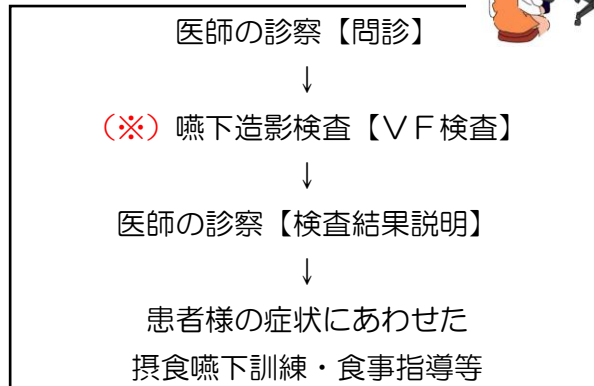 医師の診察【問診】
↓
（※）嚥下造影検査【ＶＦ検査】
↓
医師の診察【検査結果説明】
↓
患者様の症状にあわせた
摂食嚥下訓練・食事指導等